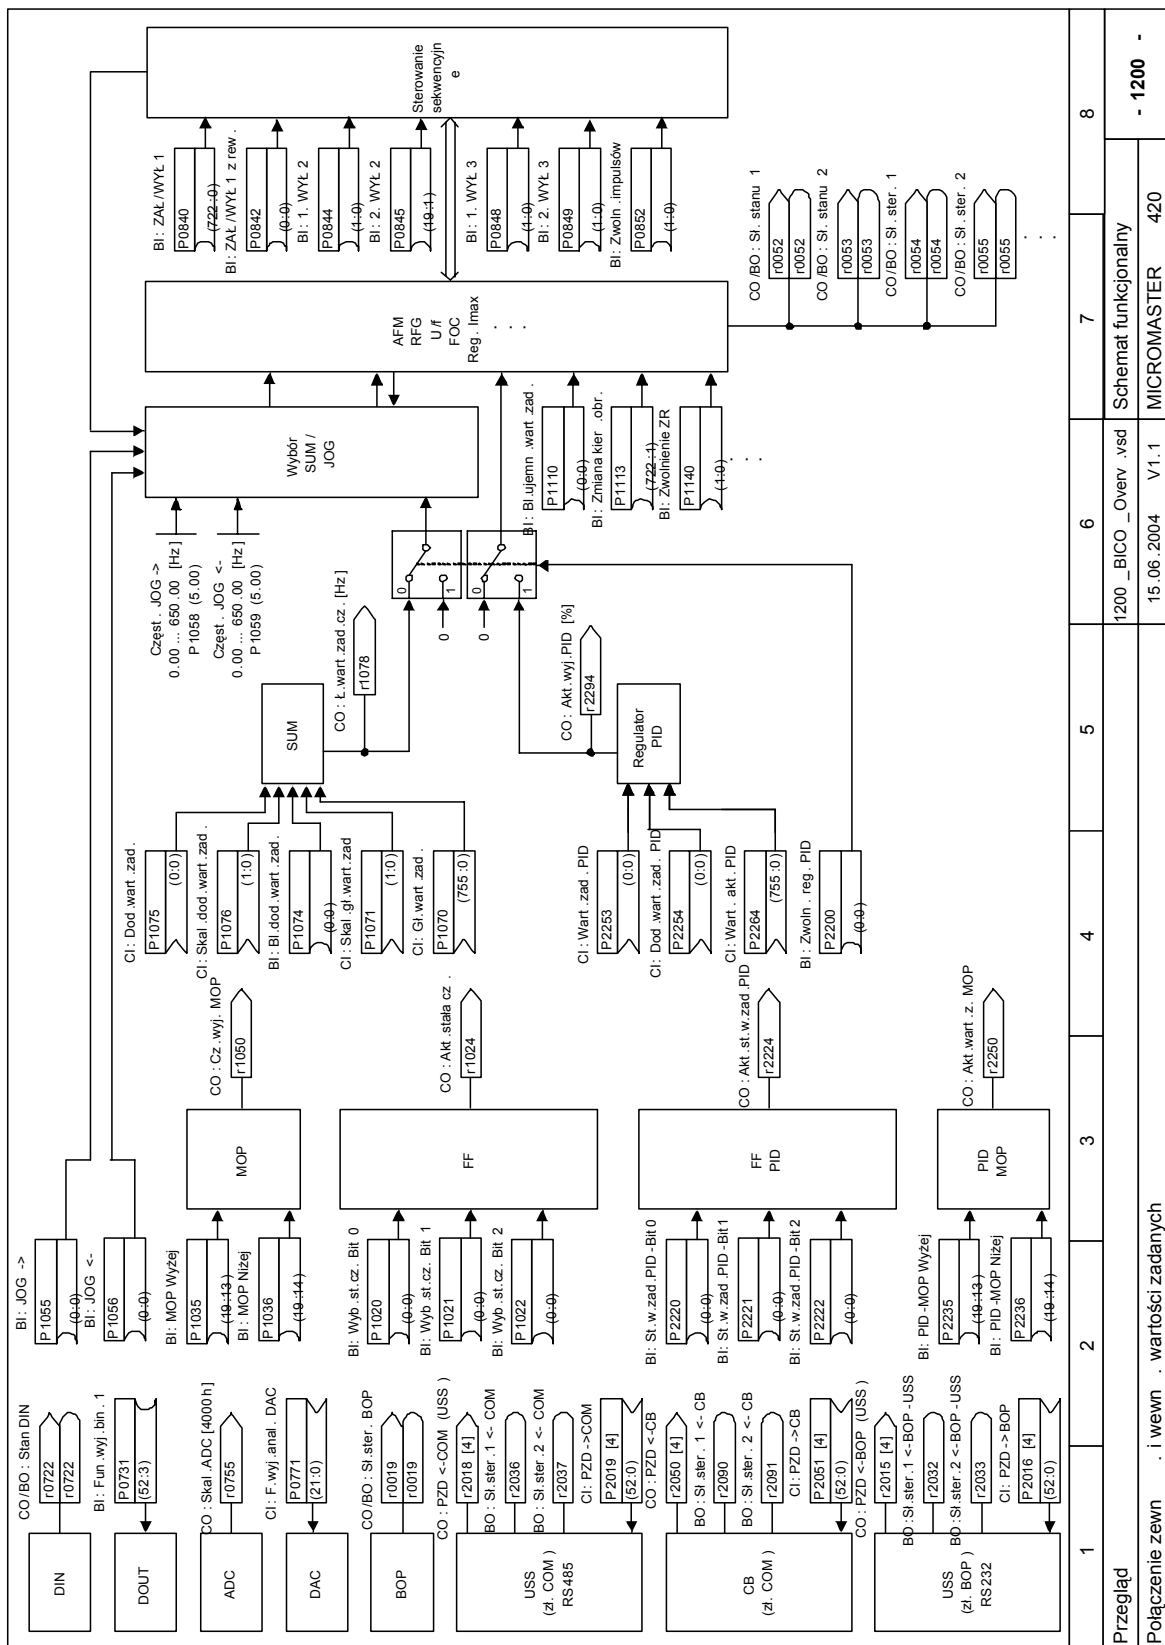 DIN
CO/BO : Stan DIN
r0722
r0722
DOUT
BI : Fun .wyj .bin . 1
P0731
(52:3)
ADC
CO : Skal .ADC [4000 h]
r0755
DAC
CI : F. wyj .anal . DAC
P0771
(21:0)
BOP
CO/BO : Sł.ster . BOP
r0019
r0019
USS
(zł. COM )
RS485
CO : PZD <-COM (USS )
r2018 [4]
BO : Sł.ster .1 <- COM
r2036
BO : Sł.ster .2 <- COM
r2037
CI : PZD ->COM
P2019 [4]
(52:0)
CB
(zł. COM )
CO : PZD <-CB
r2050 [4]
BO : Sł .ster . 1 <- CB
r2090
BO : Sł .ster . 2 <- CB
r2091
CI : PZD ->CB
P2051 [4]
(52:0)
USS
(zł. BOP )
RS232
CO : PZD <-BOP (USS )
r2015 [4]
BO : Sł.ster .1 <-BOP -USS
r2032
BO : Sł.ster .2 <-BOP -USS
r2033
CI : PZD ->BOP
P2016 [4]
(52:0)
BI : JOG ->
P1055
(0:0)
BI : JOG <-
P1056
(0:0)
BI : MOP Wyżej
P1035
(19:13 )
BI : MOP Niżej
P1036
(19:14 )
MOP
CO : Cz .wyj . MOP
r1050
BI : Wyb .st.cz . Bit 0
P1020
(0:0)
BI : Wyb .st.cz . Bit 1
P1021
(0:0)
BI : Wyb .st.cz . Bit 2
P1022
(0:0)
FF
CO : Akt .stała cz .
r1024
BI : St.w.zad .PID -Bit 0
P2220
(0:0)
BI : St.w.zad .PID -Bit 1
P2221
(0:0)
BI : St.w.zad .PID -Bit 2
P2222
(0:0)
FF
PID
CO : Akt .st.w.zad .PID
r2224
BI : PID -MOP Wyżej
P2235
(19:13 )
BI : PID -MOP Niżej
P2236
(19:14 )
PID
MOP
CO : Akt .wart .z. MOP
r2250
CI : Dod .wart .zad .
P1075
(0:0)
CI : Skal .dod .wart .zad .
P1076
(1:0)
BI : Bl.dod .wart .zad.
P1074
(0:0)
CI : Skal .gł.wart .zad
P1071
(1:0)
CI : Gł.wart .zad .
P1070
(755 :0)
SUM
CO : Ł.wart .zad .cz . [Hz]
r1078
CI : Wart .zad . PID
P2253
(0:0)
CI : Dod .wart .zad . PID
P2254
(0:0)
CI : Wart . akt . PID
P2264
(755 :0)
BI : Zwoln . reg . PID
P2200
(0:0)
Regulator
PID
CO : Akt .wyj .PID [%]
r2294
Częst . JOG ->
0.00 ... 650 .00 [Hz]
P1058 (5.00)
Częst . JOG <-
0.00 ... 650 .00 [Hz]
P1059 (5.00)
0
1
0
0
0
1
Wybór
SUM /
JOG
BI : Bl .ujemn .wart .zad .
P1110
(0:0)
BI : Zmiana kier .obr .
P1113
(722 :1)
BI : Zwolnienie ZR
P1140
(1:0)
. . .
AFM
RFG
U /f
FOC
Reg . Imax
. . .
BI : ZAŁ /WYŁ 1
P0840
(722 :0)
BI : ZAŁ /WYŁ 1 z rew .
P0842
(0:0)
BI : 1. WYŁ 2
P0844
(1:0)
BI : 2. WYŁ 2
P0845
(19:1)
BI : 1. WYŁ 3
P0848
(1:0)
BI : 2. WYŁ 3
P0849
(1:0)
BI : Zwoln .impulsów
P0852
(1:0)
Sterowanie
sekwencyjn
e
CO /BO : Sł. stanu 1
r0052
r0052
CO /BO : Sł. stanu 2
r0053
r0053
CO /BO : Sł. ster . 1
r0054
r0054
CO /BO : Sł. ster . 2
r0055
r0055
. . .
1 2 3 4 5 6 7 8
Przegląd
1200 _BICO _Overv .vsd
Schemat funkcjonalny
- 1200 -
Połączenie zewn . i wewn . wartości zadanych
15.06.2004 V1.1
MICROMASTER 420